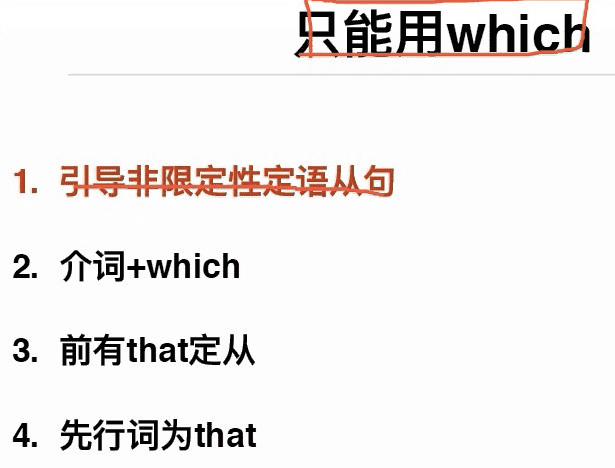 只能用which
1. 引导非限定性定语从句
2. 介词+which
3. 前有that定从
4. 先行词为that